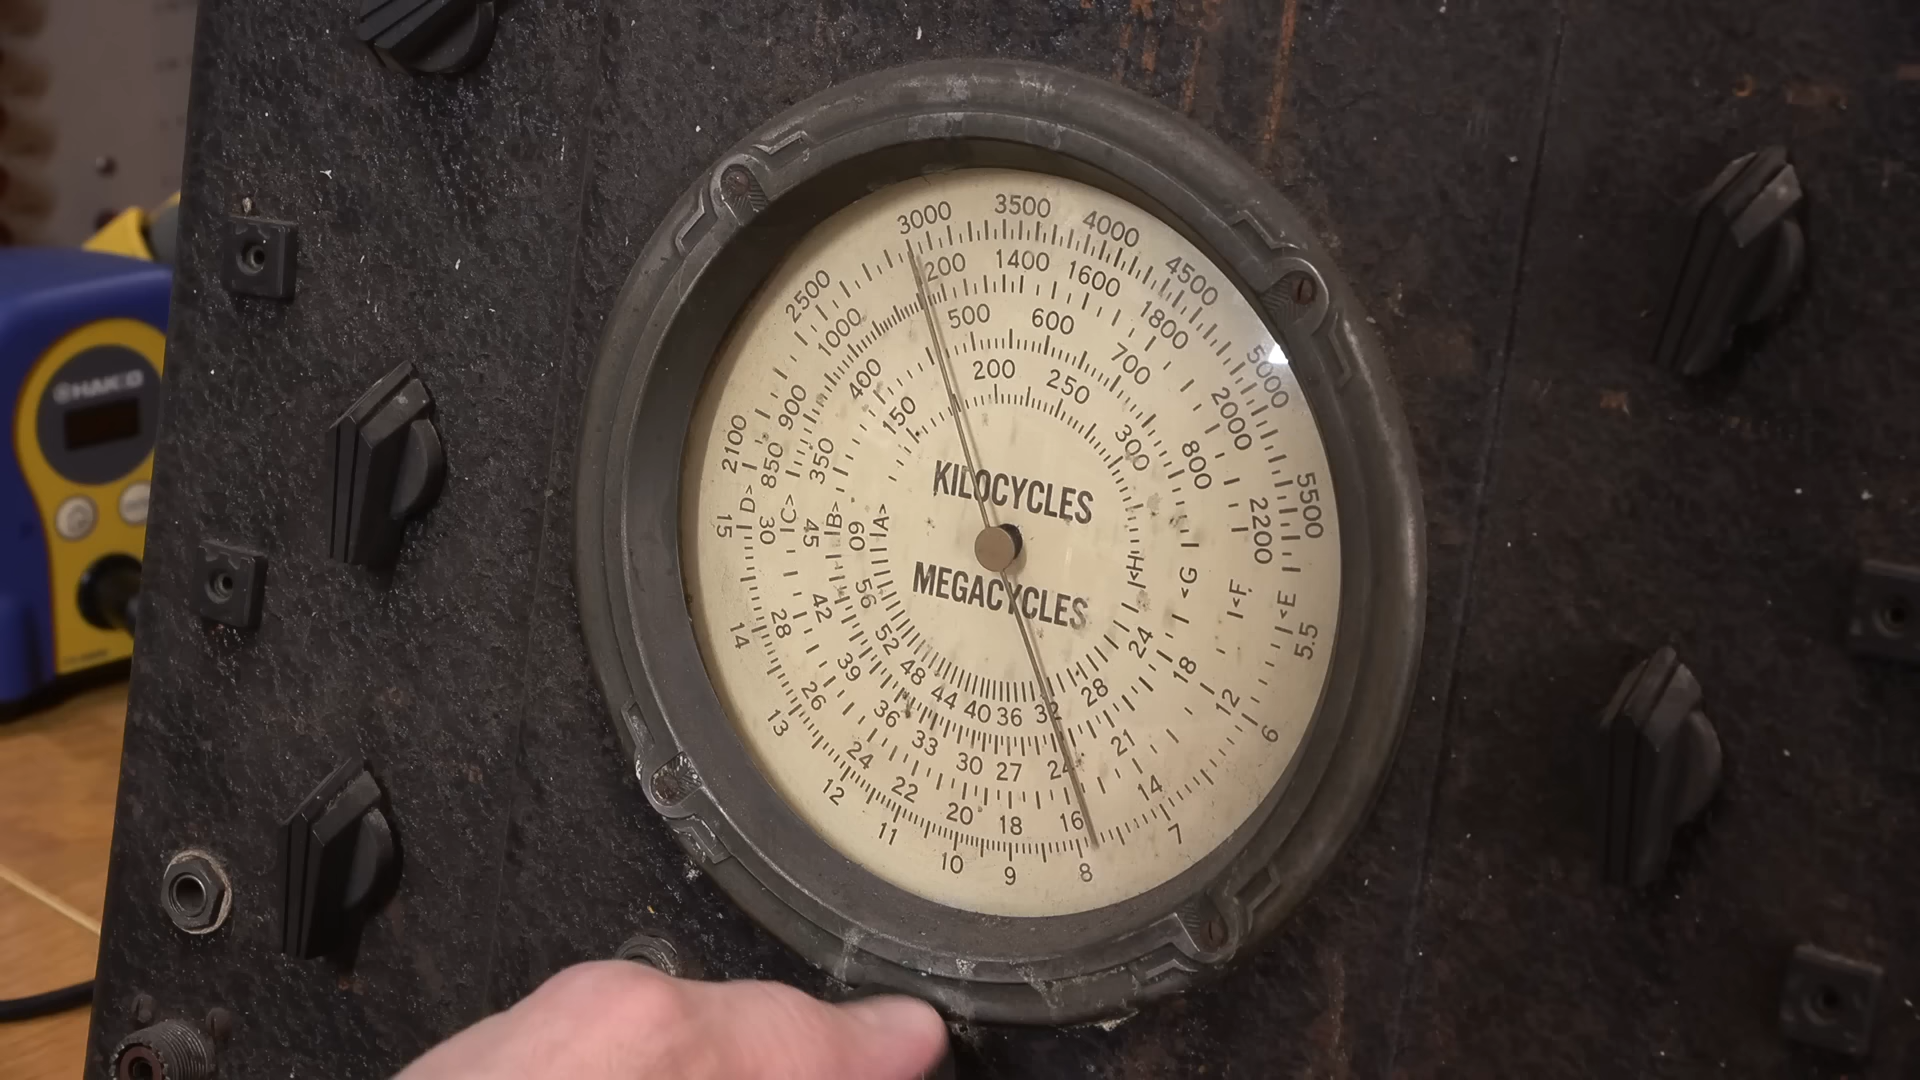 HAKKO
2100 2500 3000 3500 4000 4500 5000 5500
850 900 1000 200 1400 1600 1800 2000 2200
350 400 500 600 700 800
150 200 250 300
D> C> B> A>
KILOCYCLES
MEGACYCLES
<H <G <F <E
60 56 52 48 44 40 36 32 28 24
45 42 39 36 33 30 27 24 21 18
30 28 26 24 22 20 18 16 14 12
15 14 13 12 11 10 9 8 7 6 5.5